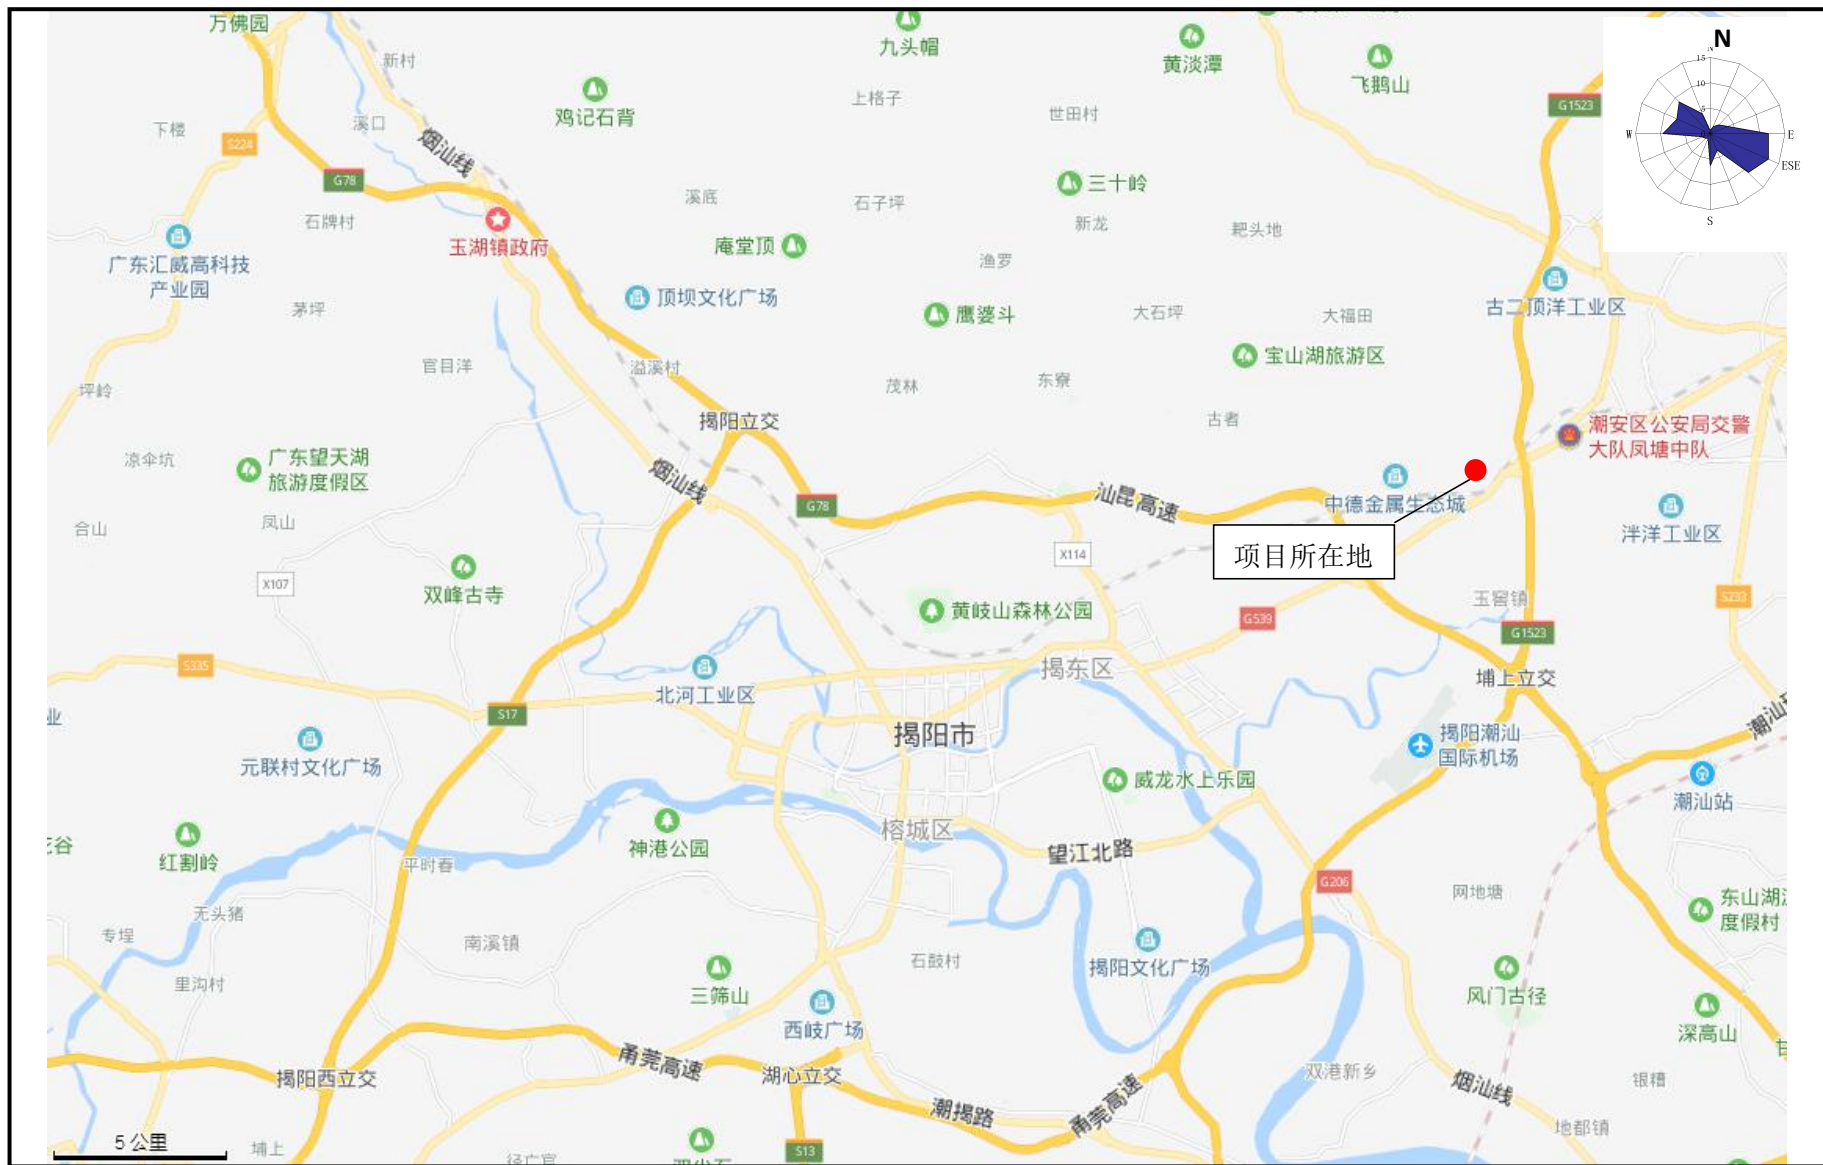 万佛园
九头帽
黄淡潭
飞鹅山
N
N
15
10
5
0
W
E
ESE
S
新村
鸡记石背
上格子
世田村
G1523
下楼
溪口
烟汕线
S224
G78
三十岭
溪底
石子坪
新龙
耙头地
石牌村
玉湖镇政府
庵堂顶
渔罗
广东汇威高科技
产业园
顶坝文化广场
茅坪
鹰婆斗
大石坪
大福田
古二顶洋工业区
宝山湖旅游区
官目洋
溢溪村
茂林
东寮
坪岭
揭阳立交
古者
潮安区公安局交警
大队凤塘中队
凉伞坑
广东望天湖
旅游度假区
烟汕线
G78
汕昆高速
中德金属生态城
合山
凤山
泮洋工业区
项目所在地
X114
X107
双峰古寺
黄岐山森林公园
G539
玉窖镇
S233
G1523
S335
北河工业区
揭东区
埔上立交
业
S17
揭阳市
揭阳潮汕
国际机场
潮汕
元联村文化广场
威龙水上乐园
潮汕站
谷
红割岭
神港公园
榕城区
望江北路
平时春
G206
网地塘
无头猪
东山湖
度假村
专埕
南溪镇
石鼓村
揭阳文化广场
里沟村
三筛山
风门古径
西岐广场
深高山
甬莞高速
揭阳西立交
湖心立交
双港新乡
烟汕线
银糟
潮揭路
甬莞高速
地都镇
5 公里
埔上
S13